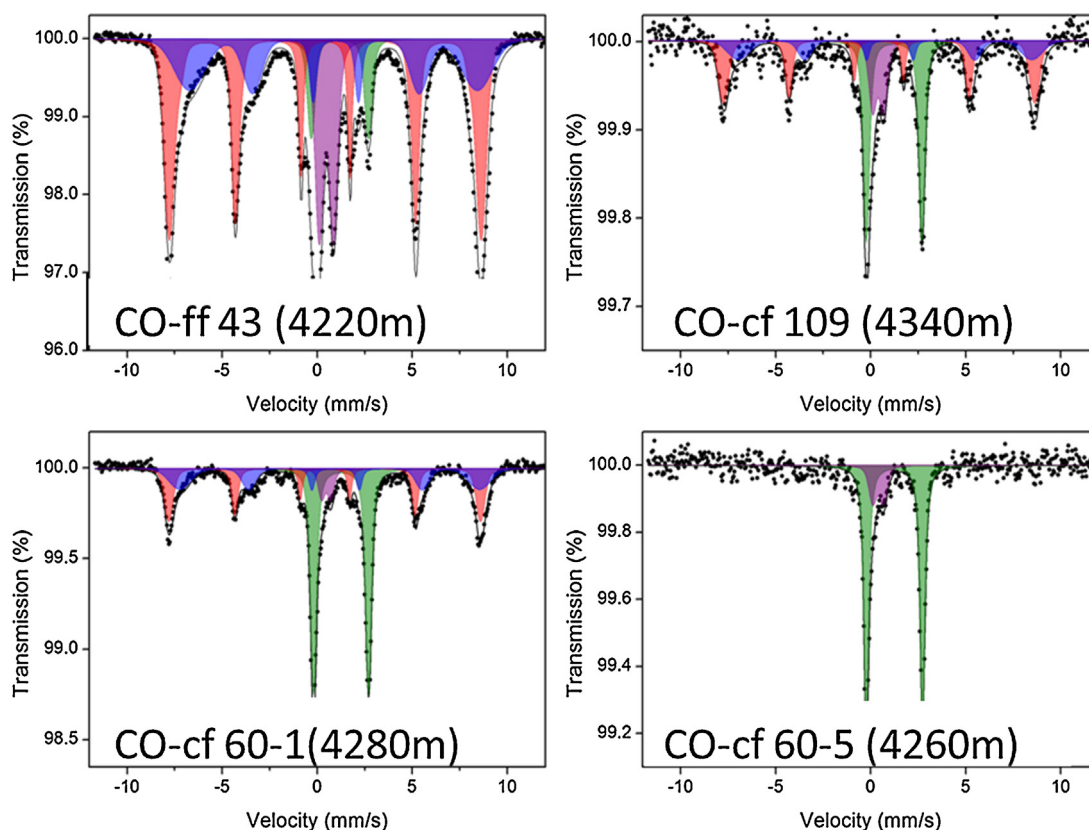 100.0
99.0
98.0
97.0
96.0
Transmission (%)
CO-ff 43 (4220m)
-10 -5 0 5 10
Velocity (mm/s)
100.0
99.9
99.8
99.7
Transmission (%)
CO-cf 109 (4340m)
-10 -5 0 5 10
Velocity (mm/s)
100.0
99.5
99.0
98.5
Transmission (%)
CO-cf 60-1(4280m)
-10 -5 0 5 10
Velocity (mm/s)
100.0
99.8
99.6
99.4
99.2
Transmission (%)
CO-cf 60-5 (4260m)
-10 -5 0 5 10
Velocity (mm/s)